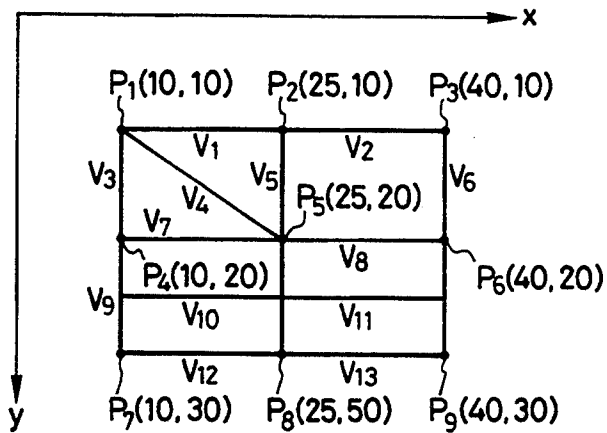 x
P1(10,10) P2(25,10) P3(40,10)
V1 V2
V3 V4 V5 V6
P5(25,20)
V7 V8
P4(10,20) P6(40,20)
V9 V10 V11
V12 V13
y P7(10,30) P8(25,50) P9(40,30)